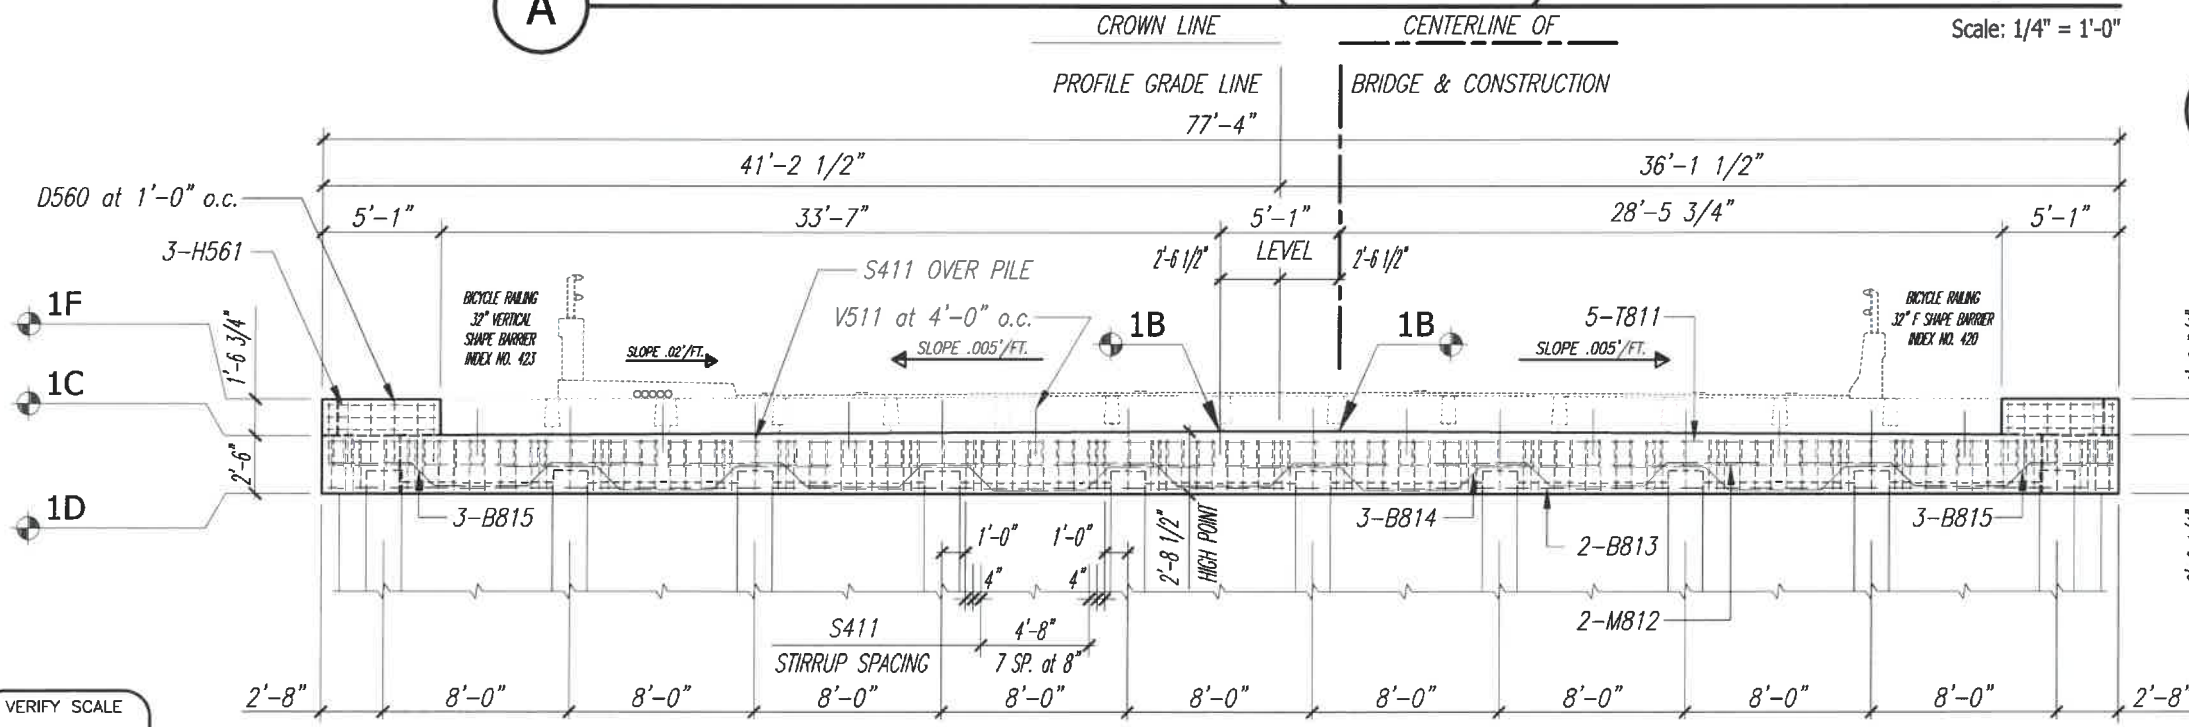 A
Scale: 1/4" = 1'-0"
CROWN LINE
CENTERLINE OF
PROFILE GRADE LINE
BRIDGE & CONSTRUCTION
77'-4"
41'-2 1/2"
36'-1 1/2"
D560 at 1'-0" o.c.
5'-1"
33'-7"
5'-1"
28'-5 3/4"
5'-1"
3-H561
LEVEL
2'-6 1/2"
2'-6 1/2"
S411 OVER PILE
1F
BICYCLE RAILING
32" VERTICAL
SHAPE BARRIER
INDEX NO. 423
V511 at 4'-0" o.c.
1B
1B
5-T811
BICYCLE RAILING
32" F SHAPE BARRIER
INDEX NO. 420
SLOPE .02'/FT.
SLOPE .005'/FT.
SLOPE .005'/FT.
1'-6 3/4"
1C
2'-6"
1D
3-B815
1'-0"
1'-0"
2'-8 1/2"
HIGH POINT
3-B814
2-B813
3-B815
4"
4"
2-M812
S411
STIRRUP SPACING
4'-8"
7 SP. at 8"
VERIFY SCALE
2'-8"
8'-0"
8'-0"
8'-0"
8'-0"
8'-0"
8'-0"
8'-0"
8'-0"
8'-0"
2'-8"